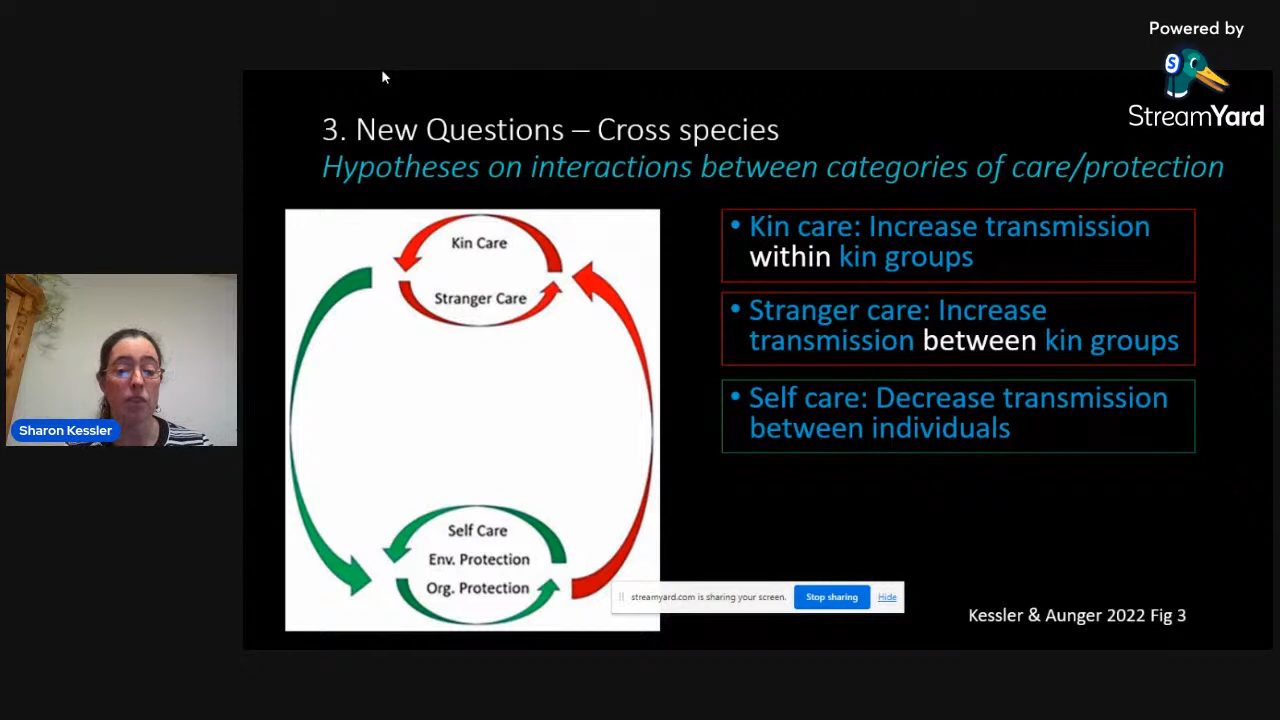 Powered by
S
StreamYard
3. New Questions – Cross species
Hypotheses on interactions between categories of care/protection
Kin Care
Stranger Care
Self Care
Env. Protection
Org. Protection
• Kin care: Increase transmission
within kin groups
• Stranger care: Increase
transmission between kin groups
• Self care: Decrease transmission
between individuals
Sharon Kessler
streamyard.com is sharing your screen. Stop sharing Hide
Kessler & Aunger 2022 Fig 3